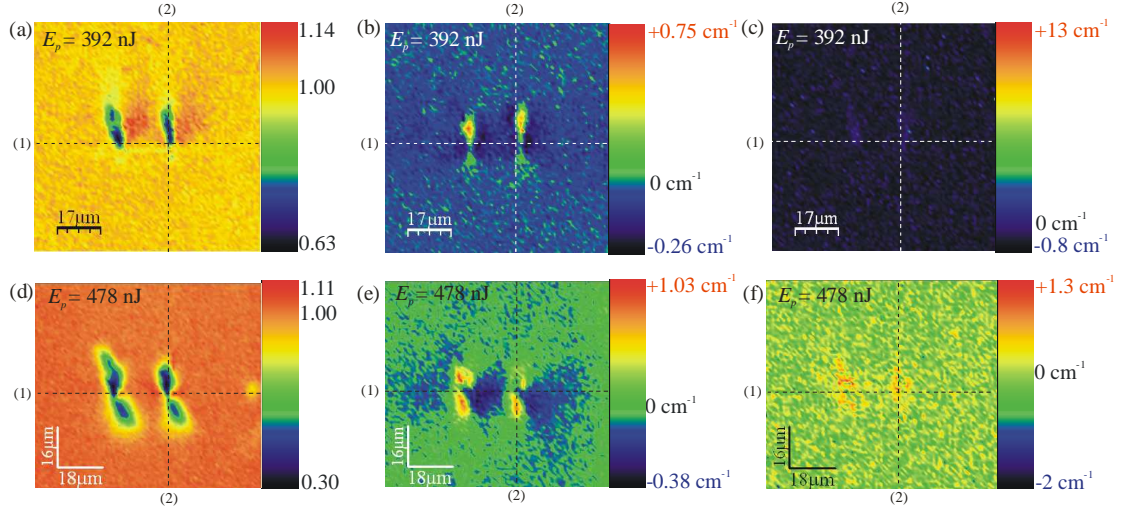 (2) (2) (2)
(a) E_p = 392 nJ 1.14
1.00
(1)
17µm
0.63
(b) E_p = 392 nJ +0.75 cm⁻¹
(1)
0 cm⁻¹
17µm
-0.26 cm⁻¹
(c) E_p = 392 nJ +13 cm⁻¹
(1)
17µm
0 cm⁻¹
-0.8 cm⁻¹
(d) E_p = 478 nJ 1.11
1.00
(1)
16µm
18µm
0.30
(2)
(e) E_p = 478 nJ +1.03 cm⁻¹
(1)
0 cm⁻¹
16µm
18µm
-0.38 cm⁻¹
(2)
(f) E_p = 478 nJ +1.3 cm⁻¹
0 cm⁻¹
(1)
16µm
18µm
-2 cm⁻¹
(2)